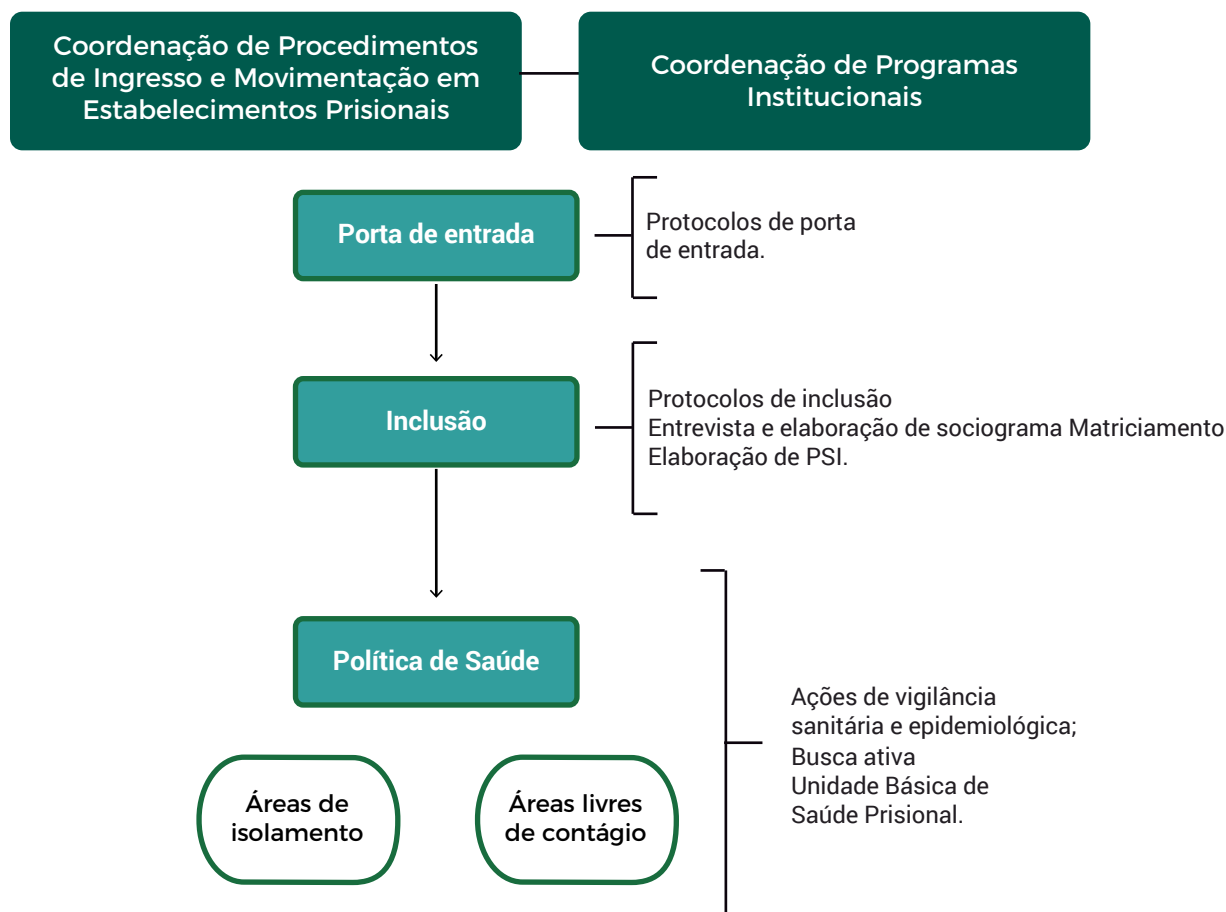 Coordenação de Procedimentos
de Ingresso e Movimentação em
Estabelecimentos Prisionais
Coordenação de Programas
Institucionais
Porta de entrada
Protocolos de porta
de entrada.
Inclusão
Protocolos de inclusão
Entrevista e elaboração de sociograma Matriciamento
Elaboração de PSI.
Política de Saúde
Áreas de
isolamento
Áreas livres
de contágio
Ações de vigilância
sanitária e epidemiológica;
Busca ativa
Unidade Básica de
Saúde Prisional.